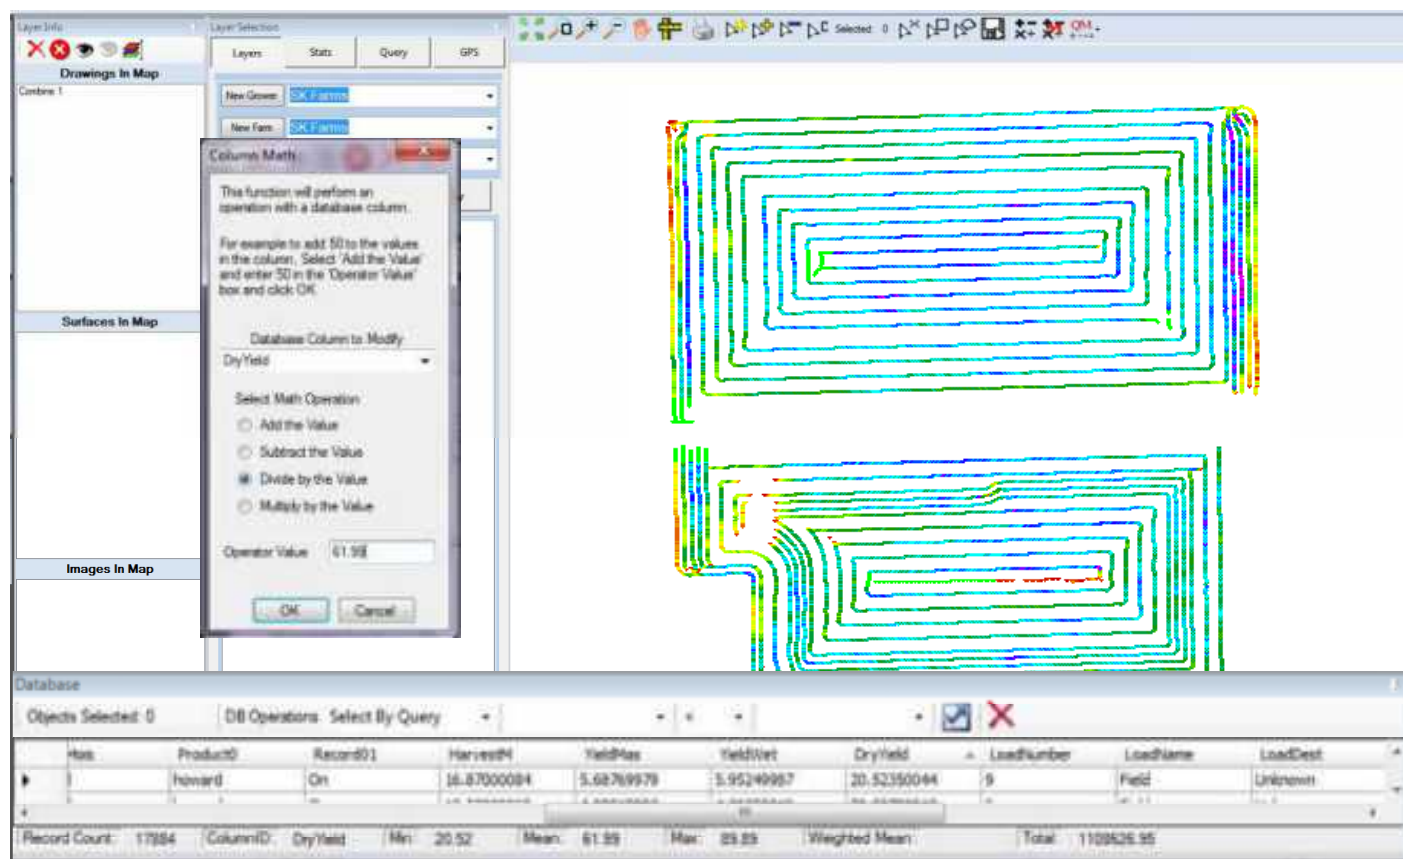 Layer Info
Layer Selection
Selected: 0
Layers
Stats
Query
GPS
Drawings In Map
Combine 1
New Grower
SK Farms
New Farm
SK Farms
Column Math
This function will perform an
operation with a database column.
For example to add 50 to the values
in the column, Select 'Add the Value'
and enter 50 in the 'Operator Value'
box and click OK
Surfaces In Map
Database Column to Modify
DryYield
Select Math Operation
Add the Value
Subtract the Value
Divide by the Value
Multiply by the Value
Operator Value
61.99
Images In Map
OK
Cancel
Database
Objects Selected: 0
DB Operations
Select By Query
Product0
Record01
HarvestM
YieldMas
YieldWet
DryYield
LoadNumber
LoadName
LoadDest
howard
On
16.87000084
5.68769979
5.95249987
20.52350044
9
Field
Unknown
Record Count: 17884
ColumnID: DryYield
Min: 20.52
Mean: 61.99
Max: 89.89
Weighted Mean:
Total: 1108626.95